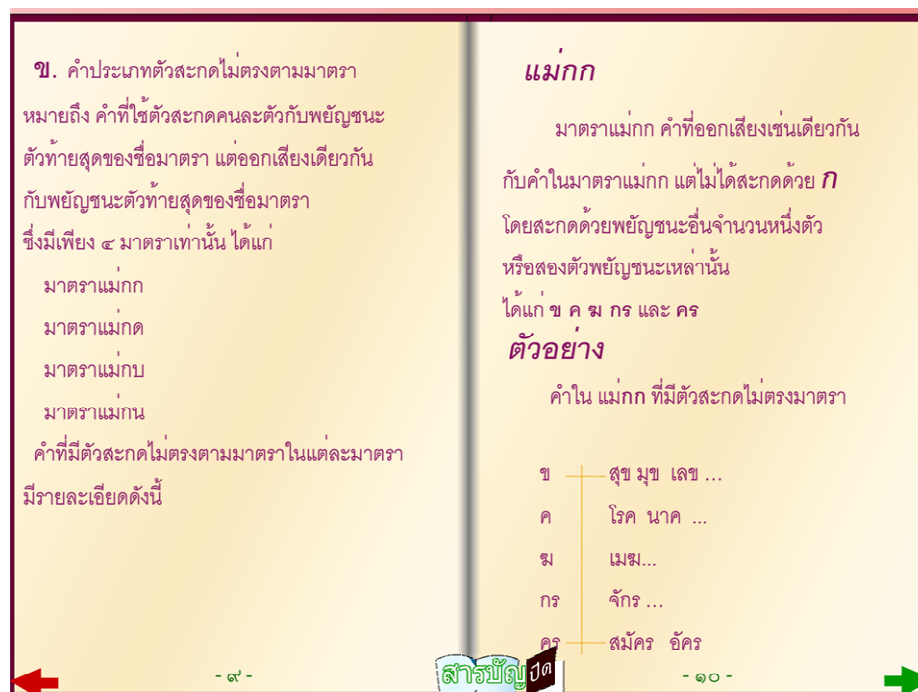 ข. คำประเภทตัวสะกดไม่ตรงตามมาตรา
หมายถึง คำที่ใช้ตัวสะกดคนละตัวกับพยัญชนะ
ตัวท้ายสุดของชื่อมาตรา แต่ออกเสียงเดียวกัน
กับพยัญชนะตัวท้ายสุดของชื่อมาตรา
ซึ่งมีเพียง ๔ มาตราเท่านั้น ได้แก่
มาตราแม่กก
มาตราแม่กด
มาตราแม่กบ
มาตราแม่กน
คำที่มีตัวสะกดไม่ตรงตามมาตราในแต่ละมาตรา
มีรายละเอียดดังนี้
- ๙ -
แม่กก
มาตราแม่กก คำที่ออกเสียงเช่นเดียวกัน
กับคำในมาตราแม่กก แต่ไม่ได้สะกดด้วย ก
โดยสะกดด้วยพยัญชนะอื่นจำนวนหนึ่งตัว
หรือสองตัวพยัญชนะเหล่านั้น
ได้แก่ ข ค ฆ กร และ คร
ตัวอย่าง
คำใน แม่กก ที่มีตัวสะกดไม่ตรงมาตรา
ข สุข มุข เลข ...
ค โรค นาค ...
ฆ เมฆ...
กร จักร ...
คร สมัคร อัคร
สารบัญ
ปิด
- ๑๐ -